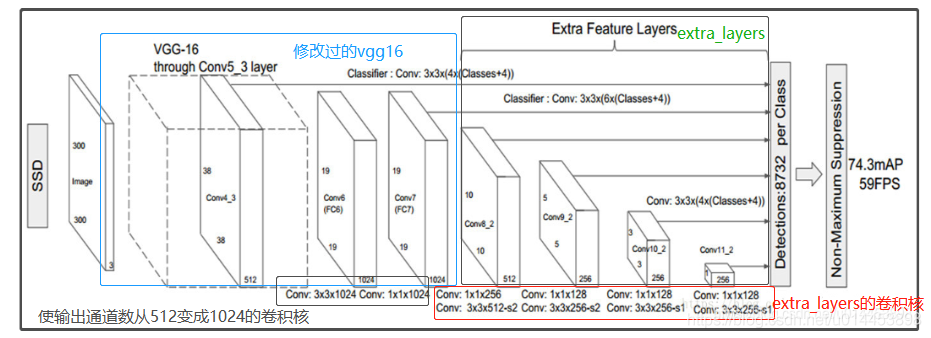 Extra Feature Layers
extra_layers
修改过的vgg16
VGG-16
through Conv5_3 layer
Classifier : Conv: 3x3x(4x(Classes+4))
Classifier : Conv: 3x3x(6x(Classes+4))
SSD
300
Image
300
3
38
Conv4_3
38
512
19
Conv6
(FC6)
19
1024
19
Conv7
(FC7)
19
1024
10
Conv8_2
10
512
5
Conv9_2
5
256
Conv: 3x3x(4x(Classes+4))
3
Conv10_2
3
256
Conv11_2
1
256
Detections:8732 per Class
Non-Maximum Suppression
74.3mAP
59FPS
Conv: 3x3x1024 Conv: 1x1x1024
Conv: 1x1x256 Conv: 1x1x128 Conv: 1x1x128 Conv: 1x1x128
Conv: 3x3x512-s2 Conv: 3x3x256-s2 Conv: 3x3x256-s1 Conv: 3x3x256-s1
extra_layers的卷积核
使输出通道数从512变成1024的卷积核